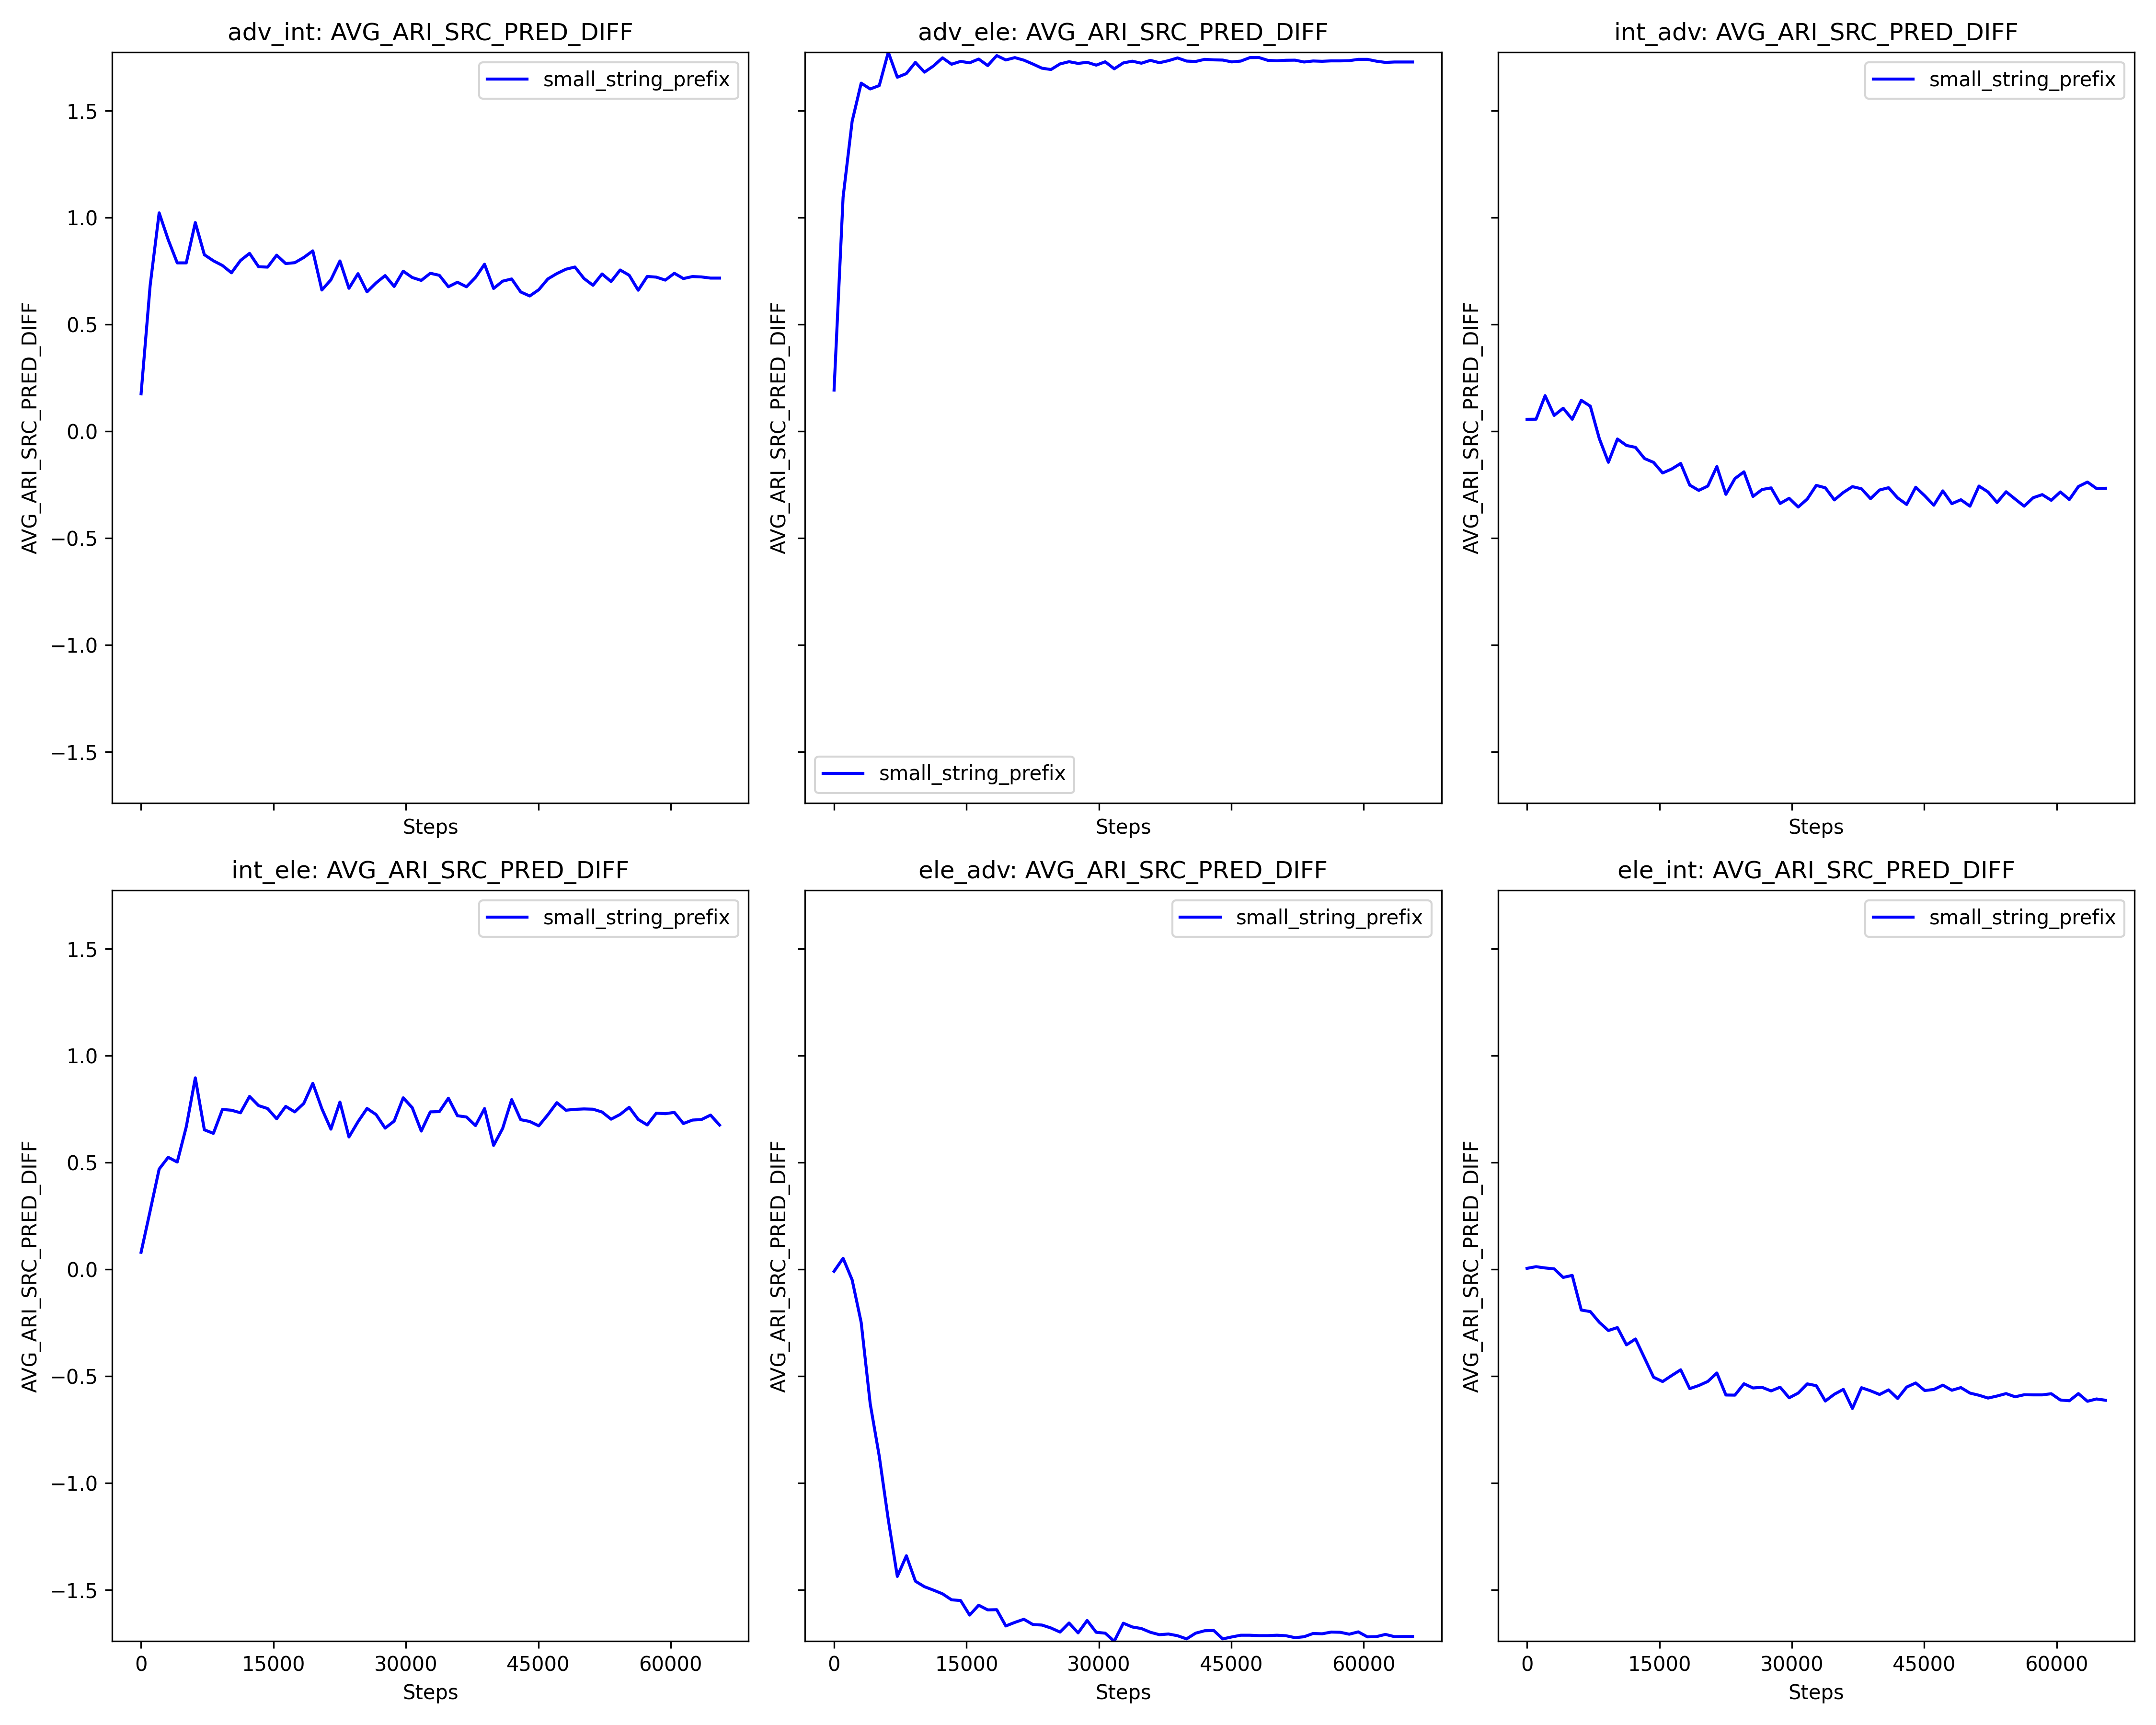 adv_int: AVG_ARI_SRC_PRED_DIFF
AVG_ARI_SRC_PRED_DIFF
1.5
1.0
0.5
0.0
−0.5
−1.0
−1.5
small_string_prefix
Steps
adv_ele: AVG_ARI_SRC_PRED_DIFF
AVG_ARI_SRC_PRED_DIFF
small_string_prefix
Steps
int_adv: AVG_ARI_SRC_PRED_DIFF
AVG_ARI_SRC_PRED_DIFF
small_string_prefix
Steps
int_ele: AVG_ARI_SRC_PRED_DIFF
AVG_ARI_SRC_PRED_DIFF
1.5
1.0
0.5
0.0
−0.5
−1.0
−1.5
small_string_prefix
0 15000 30000 45000 60000
Steps
ele_adv: AVG_ARI_SRC_PRED_DIFF
AVG_ARI_SRC_PRED_DIFF
small_string_prefix
0 15000 30000 45000 60000
Steps
ele_int: AVG_ARI_SRC_PRED_DIFF
AVG_ARI_SRC_PRED_DIFF
small_string_prefix
0 15000 30000 45000 60000
Steps